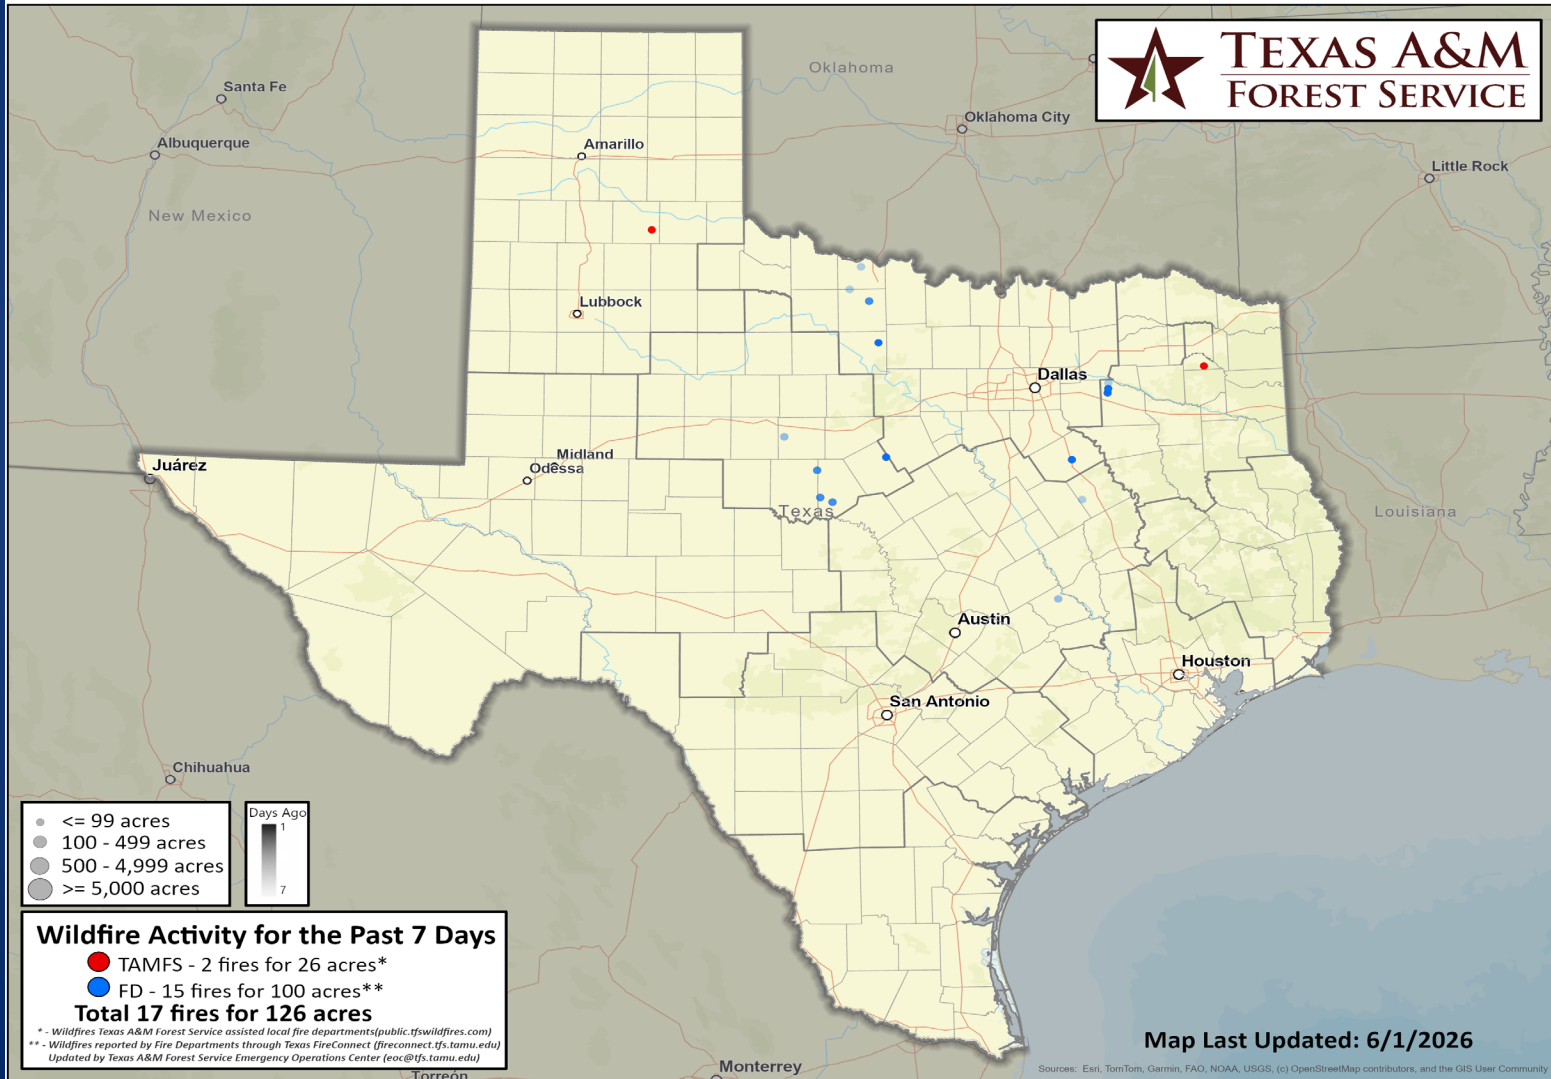 TEXAS A&M
FOREST SERVICE
Oklahoma
Santa Fe
Oklahoma City
Albuquerque
Amarillo
Little Rock
New Mexico
Lubbock
Dallas
Midland
Odessa
Juárez
Texas
Louisiana
Austin
Houston
San Antonio
Chihuahua
<= 99 acres
100 - 499 acres
500 - 4,999 acres
>= 5,000 acres
Days Ago
1
7
Wildfire Activity for the Past 7 Days
TAMFS - 2 fires for 26 acres*
FD - 15 fires for 100 acres**
Total 17 fires for 126 acres
* - Wildfires Texas A&M Forest Service assisted local fire departments(public.tfswildfires.com)
** - Wildfires reported by Fire Departments through Texas FireConnect (fireconnect.tfs.tamu.edu)
Updated by Texas A&M Forest Service Emergency Operations Center (eoc@tfs.tamu.edu)
Map Last Updated: 6/1/2026
Monterrey
Torreón
Sources: Esri, TomTom, Garmin, FAO, NOAA, USGS, (c) OpenStreetMap contributors, and the GIS User Community